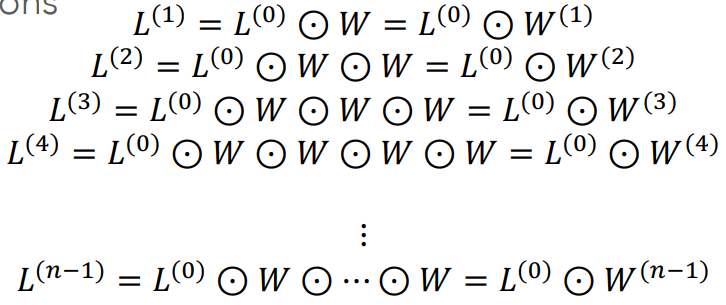 ons
L⁽¹⁾ = L⁽⁰⁾ ⊙ W = L⁽⁰⁾ ⊙ W⁽¹⁾
L⁽²⁾ = L⁽⁰⁾ ⊙ W ⊙ W = L⁽⁰⁾ ⊙ W⁽²⁾
L⁽³⁾ = L⁽⁰⁾ ⊙ W ⊙ W ⊙ W = L⁽⁰⁾ ⊙ W⁽³⁾
L⁽⁴⁾ = L⁽⁰⁾ ⊙ W ⊙ W ⊙ W ⊙ W = L⁽⁰⁾ ⊙ W⁽⁴⁾
⋮
L⁽ⁿ⁻¹⁾ = L⁽⁰⁾ ⊙ W ⊙ ⋯ ⊙ W = L⁽⁰⁾ ⊙ W⁽ⁿ⁻¹⁾